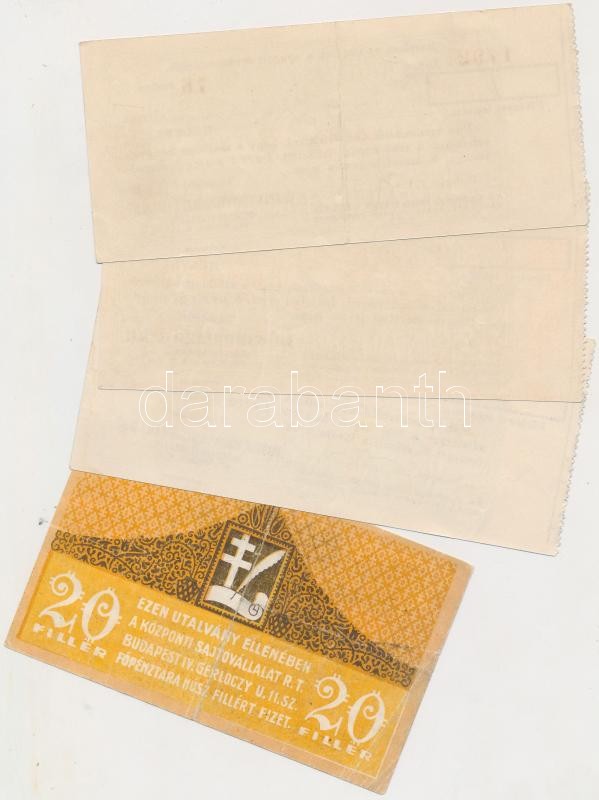 darabanth
20
FILLÉR
EZEN UTALVÁNY ELLENÉBEN
A KÖZPONTI SAJTÓVÁLLALAT R.T.
BUDAPEST IV. GERLÓCZY U. 11. SZ.
FŐPÉNZTÁRA HÚSZ FILLÉRT FIZET.
20
FILLÉR